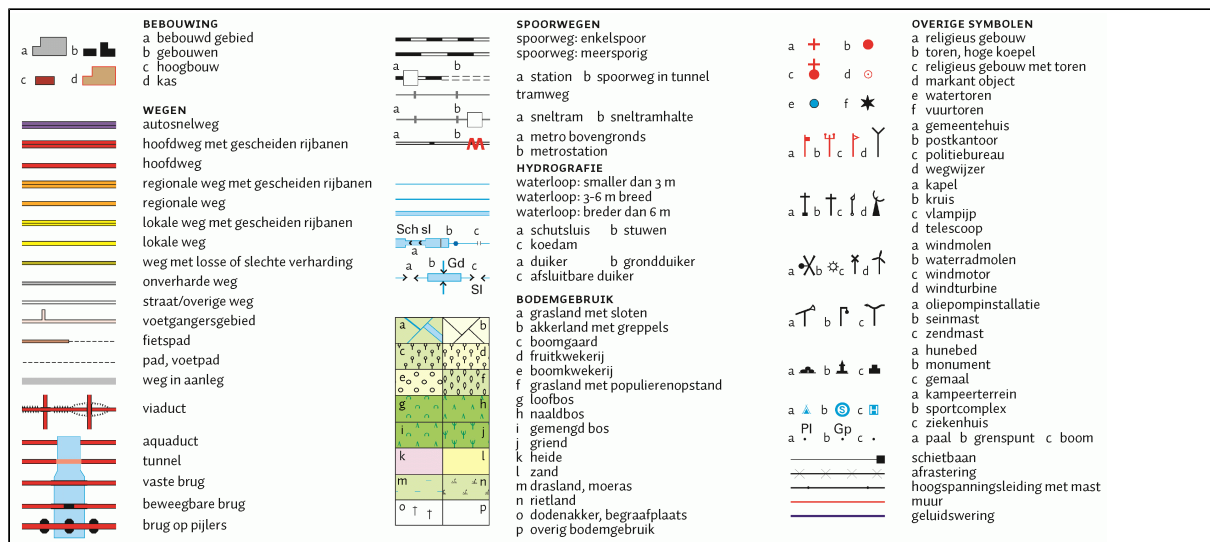 BEBOUWING
a bebouwd gebied
b gebouwen
c hoogbouw
d kas
a
b
c
d
WEGEN
autosnelweg
hoofdweg met gescheiden rijbanen
hoofdweg
regionale weg met gescheiden rijbanen
regionale weg
lokale weg met gescheiden rijbanen
lokale weg
weg met losse of slechte verharding
onverharde weg
straat/overige weg
voetgangersgebied
fietspad
pad, voetpad
weg in aanleg
viaduct
aquaduct
tunnel
vaste brug
beweegbare brug
brug op pijlers
SPOORWEGEN
spoorweg: enkelspoor
spoorweg: meersporig
a b
a station b spoorweg in tunnel
tramweg
a b
a sneltram b sneltramhalte
a b
a metro bovengronds
b metrostation
HYDROGRAFIE
waterloop: smaller dan 3 m
waterloop: 3-6 m breed
waterloop: breder dan 6 m
Sch sl b c
a
a schutsluis b stuwen
c koedam
a b Gd c
Sl
a duiker b grondduiker
c afsluitbare duiker
BODEMGEBRUIK
a grasland met sloten
b akkerland met greppels
c boomgaard
d fruitkwekerij
e boomkwekerij
f grasland met populierenopstand
g loofbos
h naaldbos
i gemengd bos
j griend
k heide
l zand
m drasland, moeras
n rietland
o dodenakker, begraafplaats
p overig bodemgebruik
a b
c d
e f
g h
i j
k l
m n
o p
OVERIGE SYMBOLEN
a religieus gebouw
b toren, hoge koepel
c religieus gebouw met toren
d markant object
e watertoren
f vuurtoren
a b
c d
e f
a gemeentehuis
b postkantoor
c politiebureau
d wegwijzer
a b c d
a kapel
b kruis
c vlampijp
d telescoop
a b c d
a windmolen
b waterradmolen
c windmotor
d windturbine
a b c d
a oliepompinstallatie
b seinmast
c zendmast
a b c
a hunebed
b monument
c gemaal
a b c
a kampeerterrein
b sportcomplex
c ziekenhuis
a b S c H
Pl Gp
a b c
a paal b grenspunt c boom
schietbaan
afrastering
hoogspanningsleiding met mast
muur
geluidswering